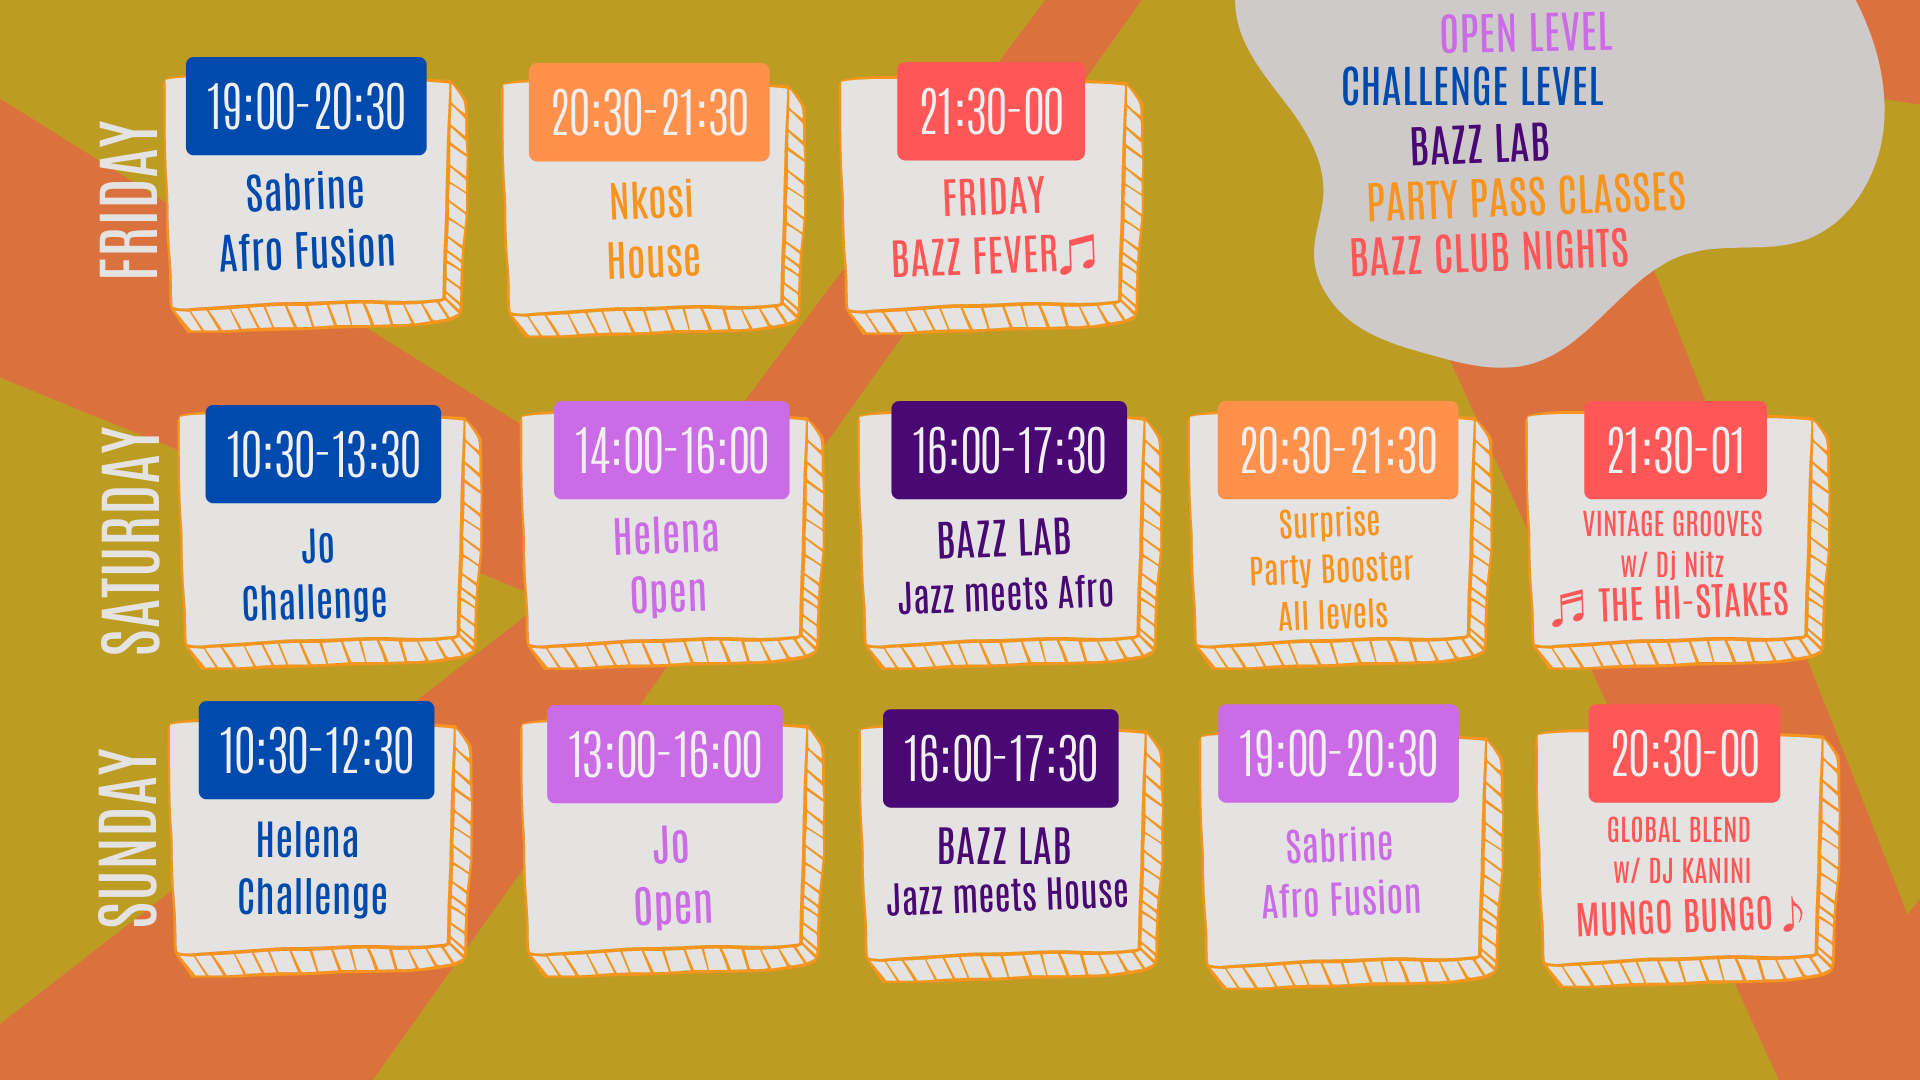 OPEN LEVEL
CHALLENGE LEVEL
BAZZ LAB
PARTY PASS CLASSES
BAZZ CLUB NIGHTS
FRIDAY
19:00-20:30
Sabrine
Afro Fusion
20:30-21:30
Nkosi
House
21:30-00
FRIDAY
BAZZ FEVER
SATURDAY
10:30-13:30
Jo
Challenge
14:00-16:00
Helena
Open
16:00-17:30
BAZZ LAB
Jazz meets Afro
20:30-21:30
Surprise
Party Booster
All levels
21:30-01
VINTAGE GROOVES
w/ Dj Nitz
THE HI-STAKES
SUNDAY
10:30-12:30
Helena
Challenge
13:00-16:00
Jo
Open
16:00-17:30
BAZZ LAB
Jazz meets House
19:00-20:30
Sabrine
Afro Fusion
20:30-00
GLOBAL BLEND
w/ DJ KANINI
MUNGO BUNGO